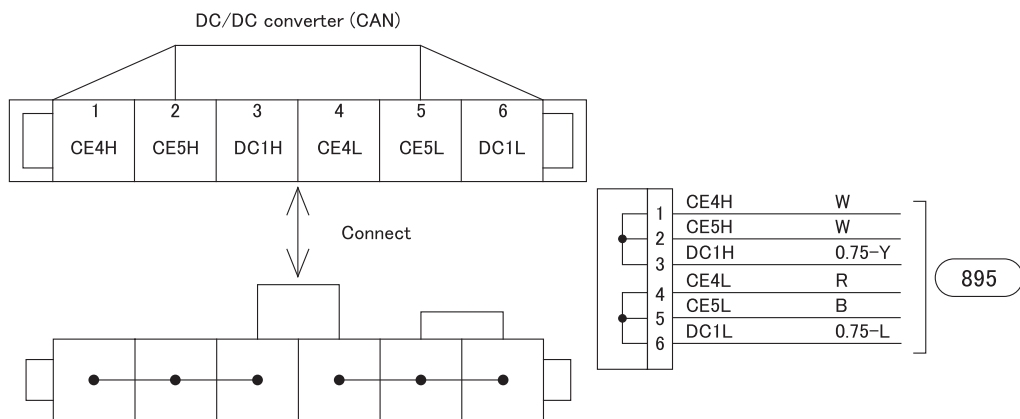 DC/DC converter (CAN)
1 2 3 4 5 6
CE4H CE5H DC1H CE4L CE5L DC1L
Connect
1 CE4H W
2 CE5H W
3 DC1H 0.75-Y
4 CE4L R
5 CE5L B
6 DC1L 0.75-L
895